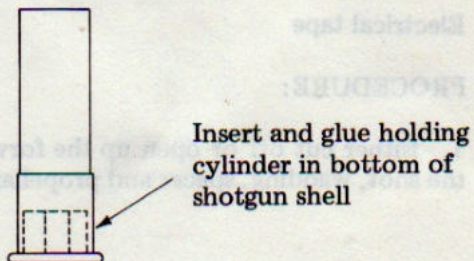 Insert and glue holding
cylinder in bottom of
shotgun shell